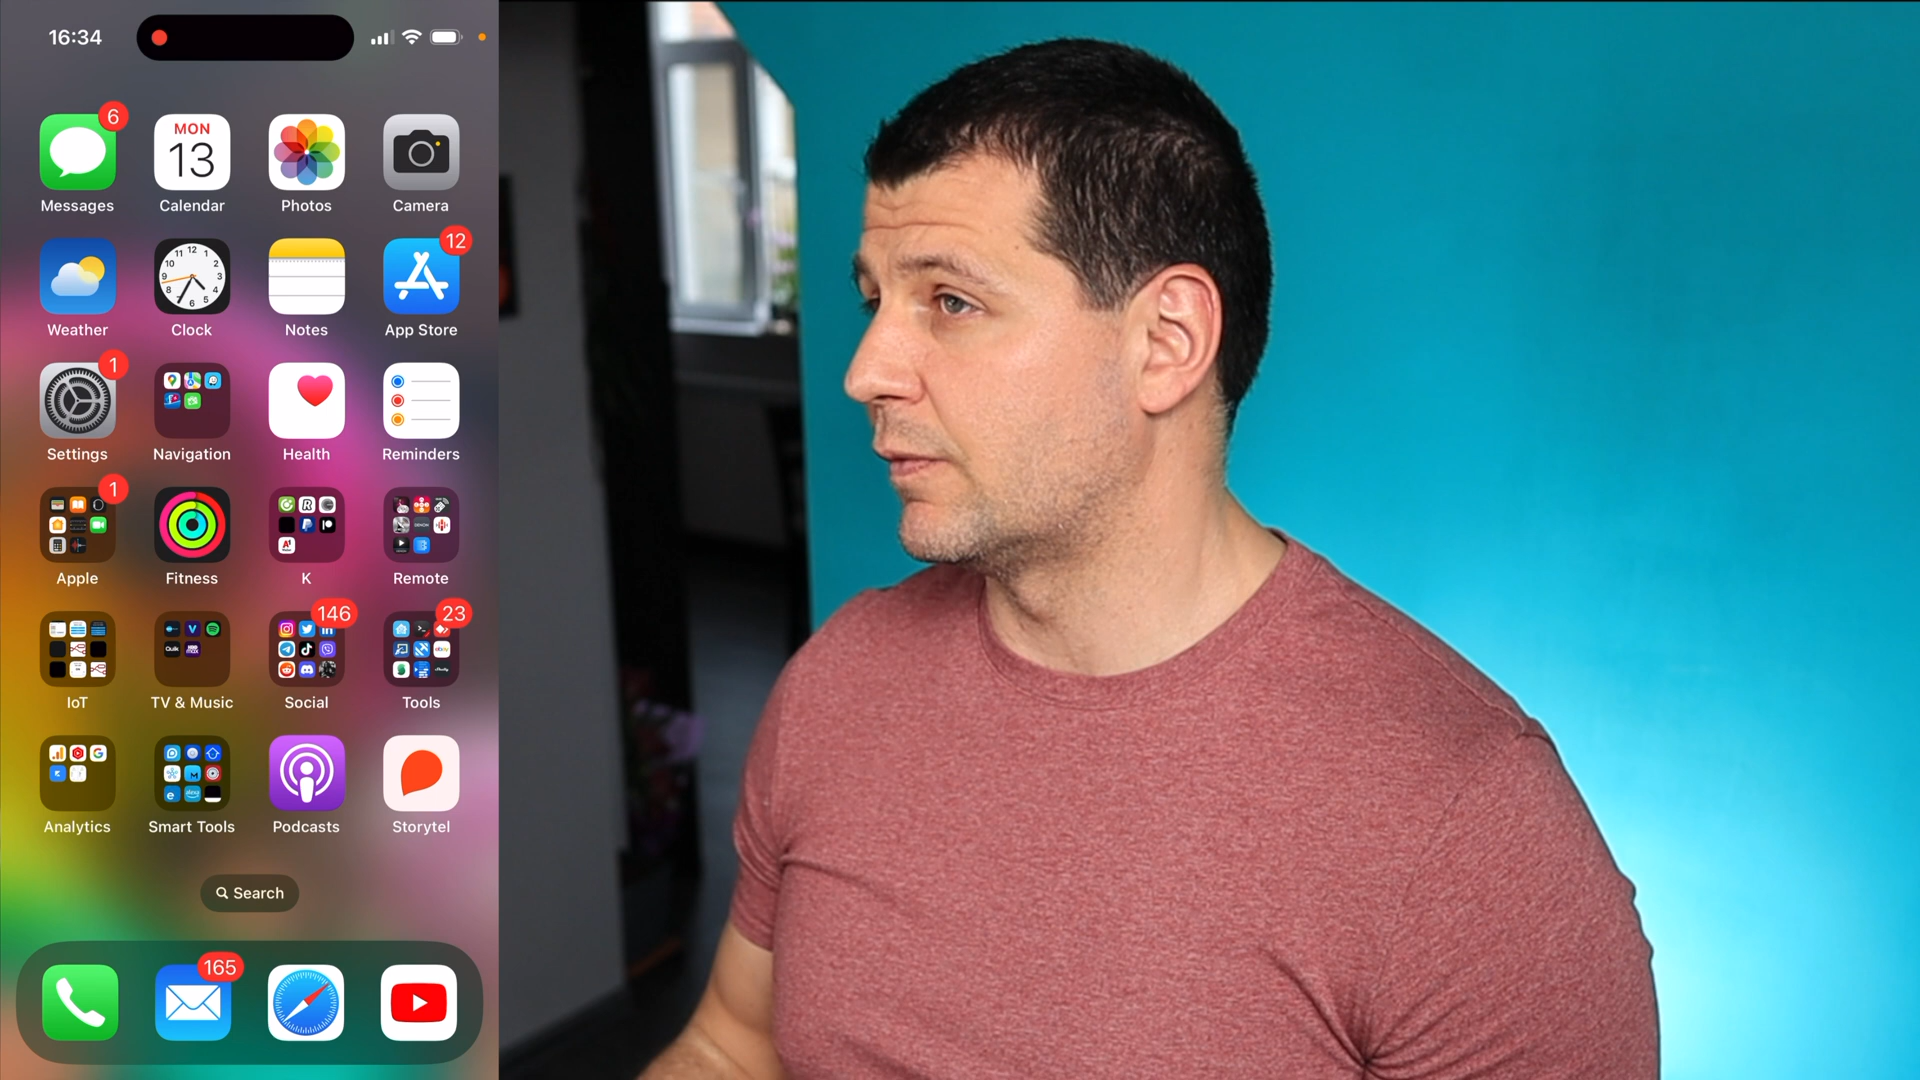 16:34
6
MON
13
Messages Calendar Photos Camera
12
Weather Clock Notes App Store
1
Settings Navigation Health Reminders
1
Apple Fitness K Remote
146 23
IoT TV & Music Social Tools
Analytics Smart Tools Podcasts Storytel
Search
165